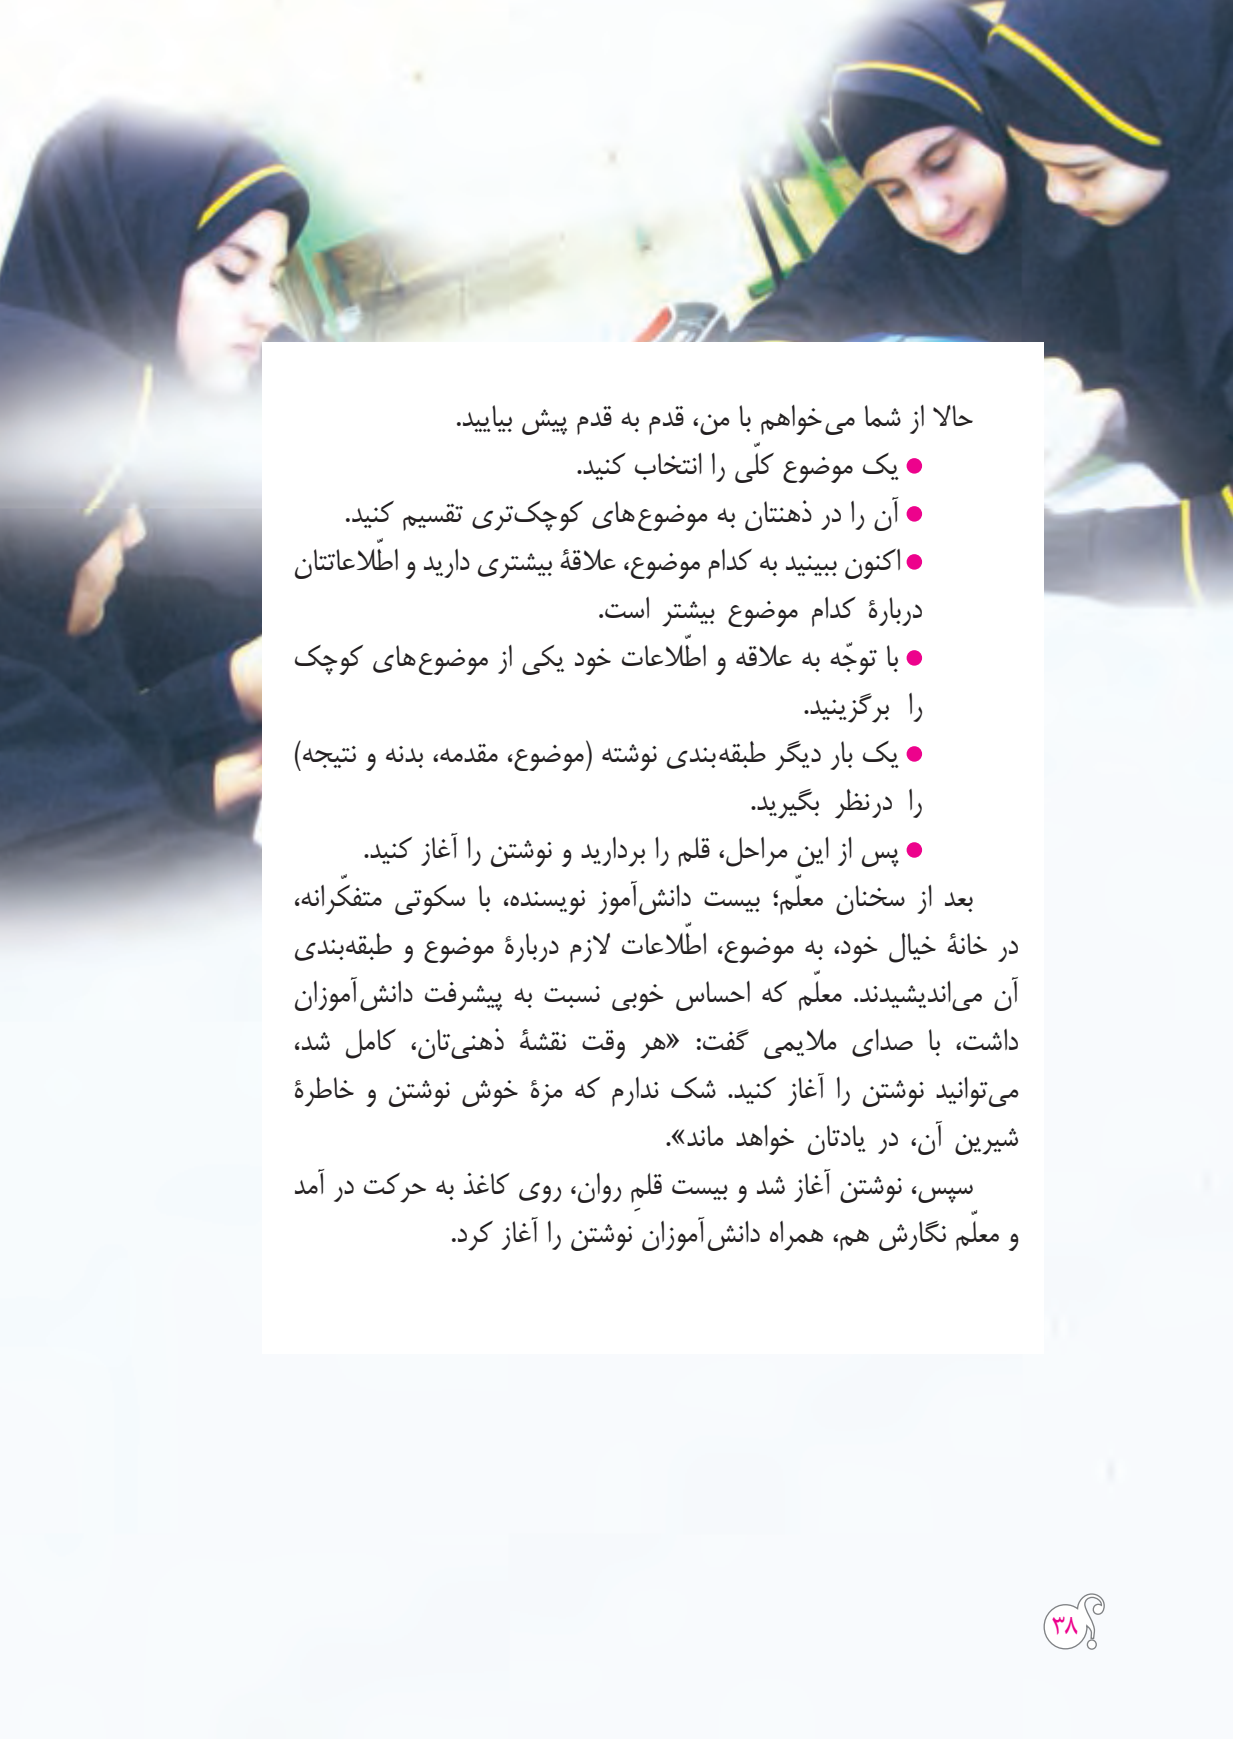 حالا از شما می‌خواهم با من، قدم به قدم پیش بیایید.
● یک موضوع کلّی را انتخاب کنید.
● آن را در ذهنتان به موضوع‌های کوچک‌تری تقسیم کنید.
● اکنون ببینید به کدام موضوع، علاقهٔ بیشتری دارید و اطّلاعاتتان
دربارهٔ کدام موضوع بیشتر است.
● با توجّه به علاقه و اطّلاعات خود یکی از موضوع‌های کوچک
را برگزینید.
● یک بار دیگر طبقه‌بندی نوشته (موضوع، مقدمه، بدنه و نتیجه)
را درنظر بگیرید.
● پس از این مراحل، قلم را بردارید و نوشتن را آغاز کنید.
بعد از سخنان معلّم؛ بیست دانش‌آموز نویسنده، با سکوتی متفکّرانه،
در خانهٔ خیال خود، به موضوع، اطّلاعات لازم دربارهٔ موضوع و طبقه‌بندی
آن می‌اندیشیدند. معلّم که احساس خوبی نسبت به پیشرفت دانش‌آموزان
داشت، با صدای ملایمی گفت: «هر وقت نقشهٔ ذهنی‌تان، کامل شد،
می‌توانید نوشتن را آغاز کنید. شک ندارم که مزهٔ خوش نوشتن و خاطرهٔ
شیرین آن، در یادتان خواهد ماند».
سپس، نوشتن آغاز شد و بیست قلمِ روان، روی کاغذ به حرکت در آمد
و معلّم نگارش هم، همراه دانش‌آموزان نوشتن را آغاز کرد.
۳۸